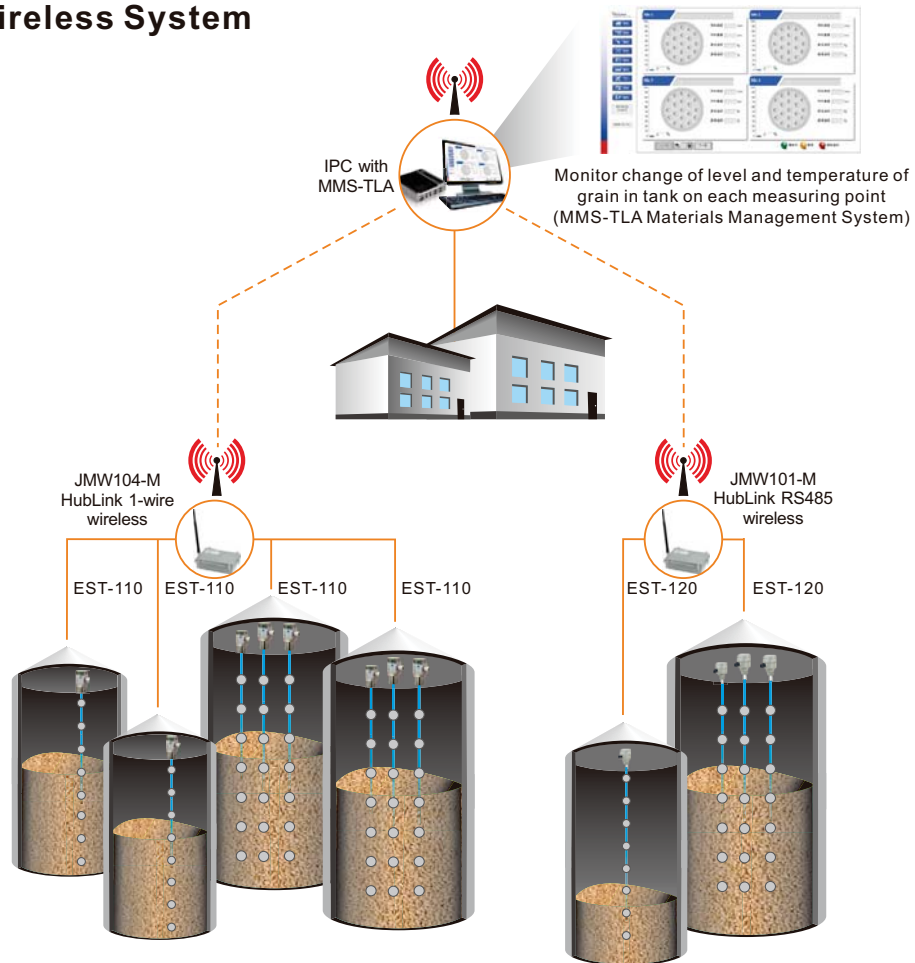 ireless System
IPC with
MMS-TLA
Monitor change of level and temperature of
grain in tank on each measuring point
(MMS-TLA Materials Management System)
JMW104-M
HubLink 1-wire
wireless
JMW101-M
HubLink RS485
wireless
EST-110
EST-110
EST-110
EST-110
EST-120
EST-120